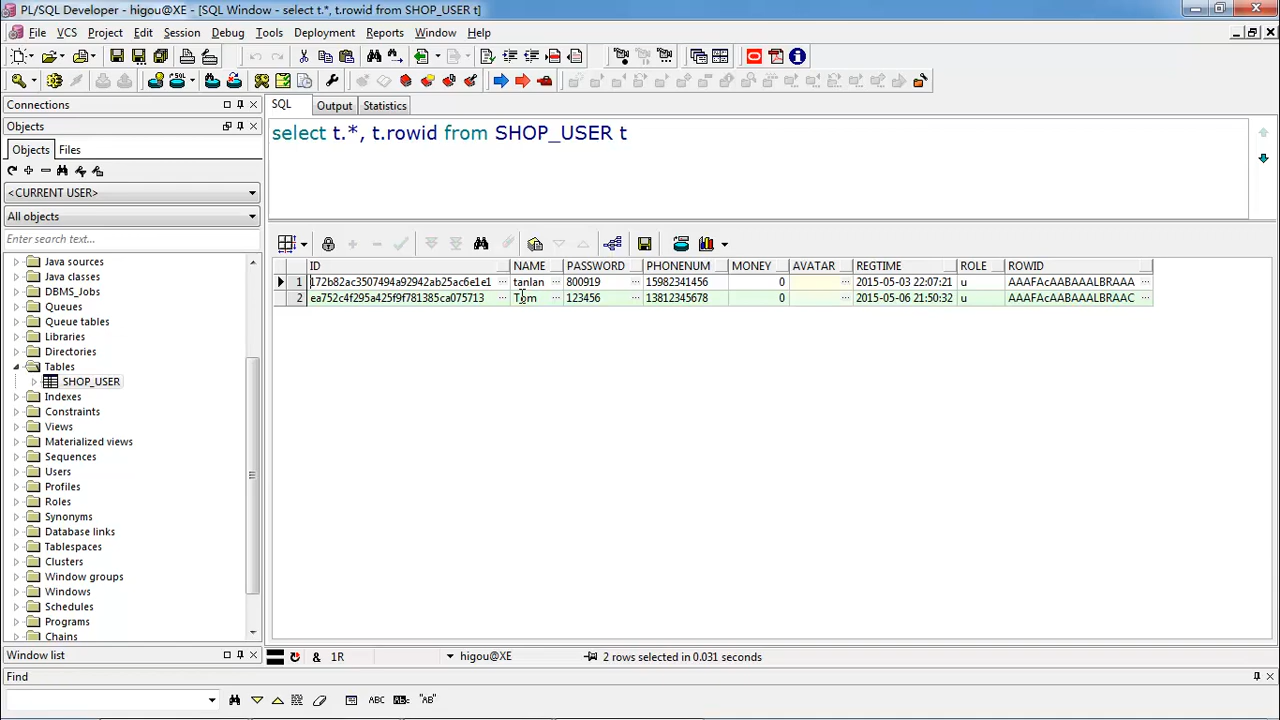 PL/SQL Developer - higou@XE - [SQL Window - select t.*, t.rowid from SHOP_USER t]
File VCS Project Edit Session Debug Tools Deployment Reports Window Help
Connections
Objects
Objects Files
<CURRENT USER>
All objects
Enter search text...
Java sources
Java classes
DBMS_Jobs
Queues
Queue tables
Libraries
Directories
Tables
SHOP_USER
Indexes
Constraints
Views
Materialized views
Sequences
Users
Profiles
Roles
Synonyms
Database links
Tablespaces
Clusters
Window groups
Windows
Schedules
Programs
Chains
Window list
SQL Output Statistics
select t.*, t.rowid from SHOP_USER t
ID NAME PASSWORD PHONENUM MONEY AVATAR REGTIME ROLE ROWID
1 172b82ac3507494a92942ab25ac6e1e1 ··· tanlan ··· 800919 ··· 15982341456 0 ··· 2015-05-03 22:07:21 u AAAFAcAABAAALBRAAA ···
2 ea752c4f295a425f9f781385ca075713 ··· Tom ··· 123456 ··· 13812345678 0 ··· 2015-05-06 21:50:32 u AAAFAcAABAAALBRAAC ···
& 1R higou@XE 2 rows selected in 0.031 seconds
Find
ABC ABc "AB"